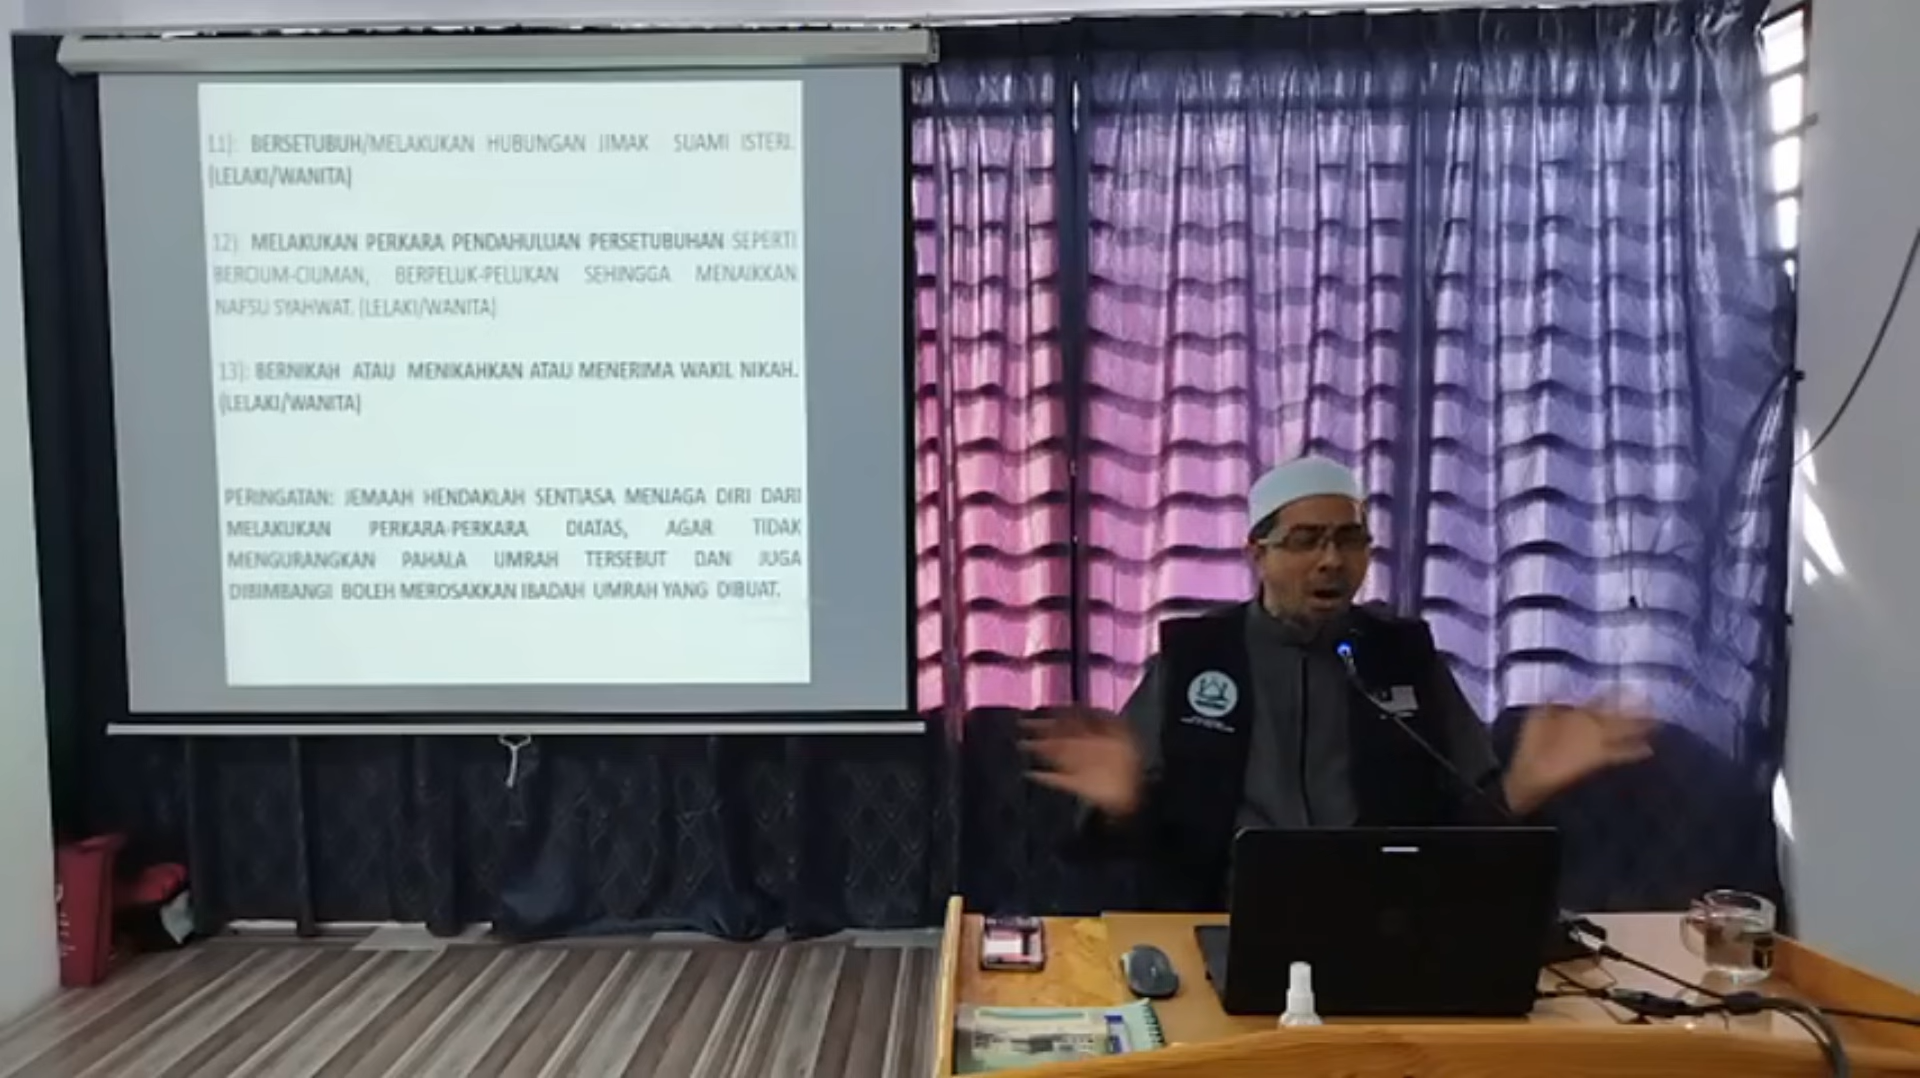 11): BERSETUBUH/MELAKUKAN HUBUNGAN JIMAK SUAMI ISTERI.
(LELAKI/WANITA)
12): MELAKUKAN PERKARA PENDAHULUAN PERSETUBUHAN SEPERTI
BERCIUM-CIUMAN, BERPELUK-PELUKAN SEHINGGA MENAIKKAN
NAFSU SYAHWAT. (LELAKI/WANITA)
13): BERNIKAH ATAU MENIKAHKAN ATAU MENERIMA WAKIL NIKAH.
(LELAKI/WANITA)
PERINGATAN: JEMAAH HENDAKLAH SENTIASA MENJAGA DIRI DARI
MELAKUKAN PERKARA-PERKARA DIATAS, AGAR TIDAK
MENGURANGKAN PAHALA UMRAH TERSEBUT DAN JUGA
DIBIMBANGI BOLEH MEROSAKKAN IBADAH UMRAH YANG DIBUAT.